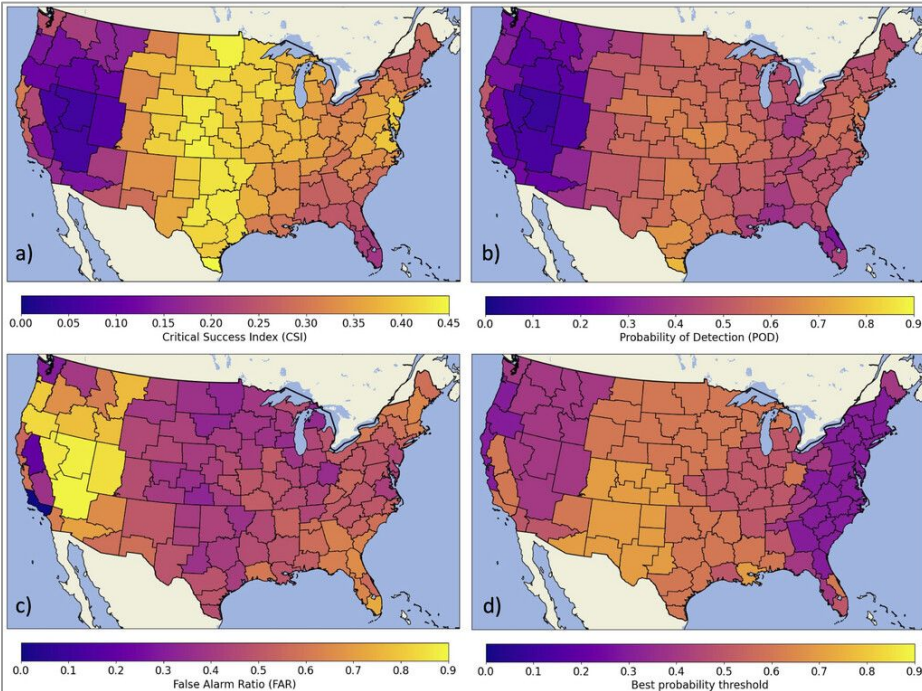 a)
b)
0.00 0.05 0.10 0.15 0.20 0.25 0.30 0.35 0.40 0.45
Critical Success Index (CSI)
0.0 0.1 0.2 0.3 0.4 0.5 0.6 0.7 0.8 0.9
Probability of Detection (POD)
c)
d)
0.0 0.1 0.2 0.3 0.4 0.5 0.6 0.7 0.8 0.9
False Alarm Ratio (FAR)
0.0 0.1 0.2 0.3 0.4 0.5 0.6 0.7 0.8 0.9
Best probability threshold